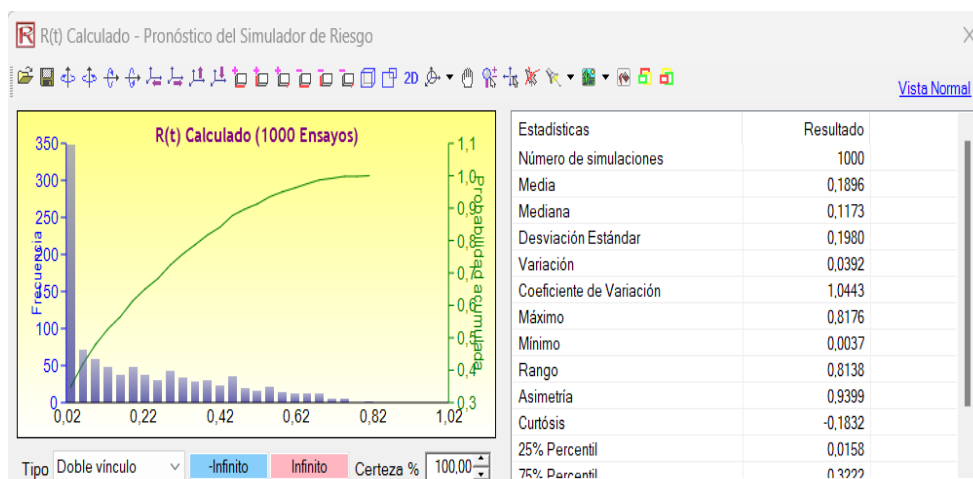 R(t) Calculado - Pronóstico del Simulador de Riesgo
2D
Vista Normal
R(t) Calculado (1000 Ensayos)
Frecuencia
350
300
250
200
150
100
50
0
0,02 0,22 0,42 0,62 0,82 1,02
1,1
1,0
0,9
0,8
0,7
0,6
0,5
0,4
0,3
Probabilidad acumulada
Tipo Doble vínculo -Infinito Infinito Certeza % 100,00
Estadísticas Resultado
Número de simulaciones 1000
Media 0,1896
Mediana 0,1173
Desviación Estándar 0,1980
Variación 0,0392
Coeficiente de Variación 1,0443
Máximo 0,8176
Mínimo 0,0037
Rango 0,8138
Asimetría 0,9399
Curtósis -0,1832
25% Percentil 0,0158
75% Percentil 0,3222